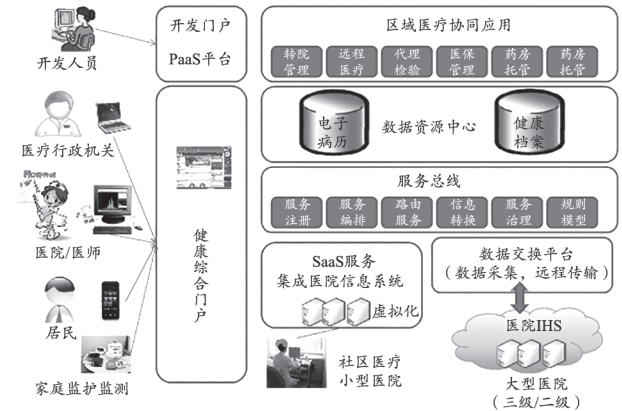 开发人员
医疗行政机关
Hospital
医院/医师
居民
家庭监护监测
开发门户
PaaS平台
健康综合门户
区域医疗协同应用
转院管理
远程医疗
代理检验
医保管理
药房托管
药房托管
电子病历
数据资源中心
健康档案
服务总线
服务注册
服务编排
路由服务
信息转换
服务治理
规则模型
SaaS服务
集成医院信息系统
虚拟化
社区医疗
小型医院
数据交换平台
(数据采集，远程传输)
医院IHS
大型医院
(三级/二级)